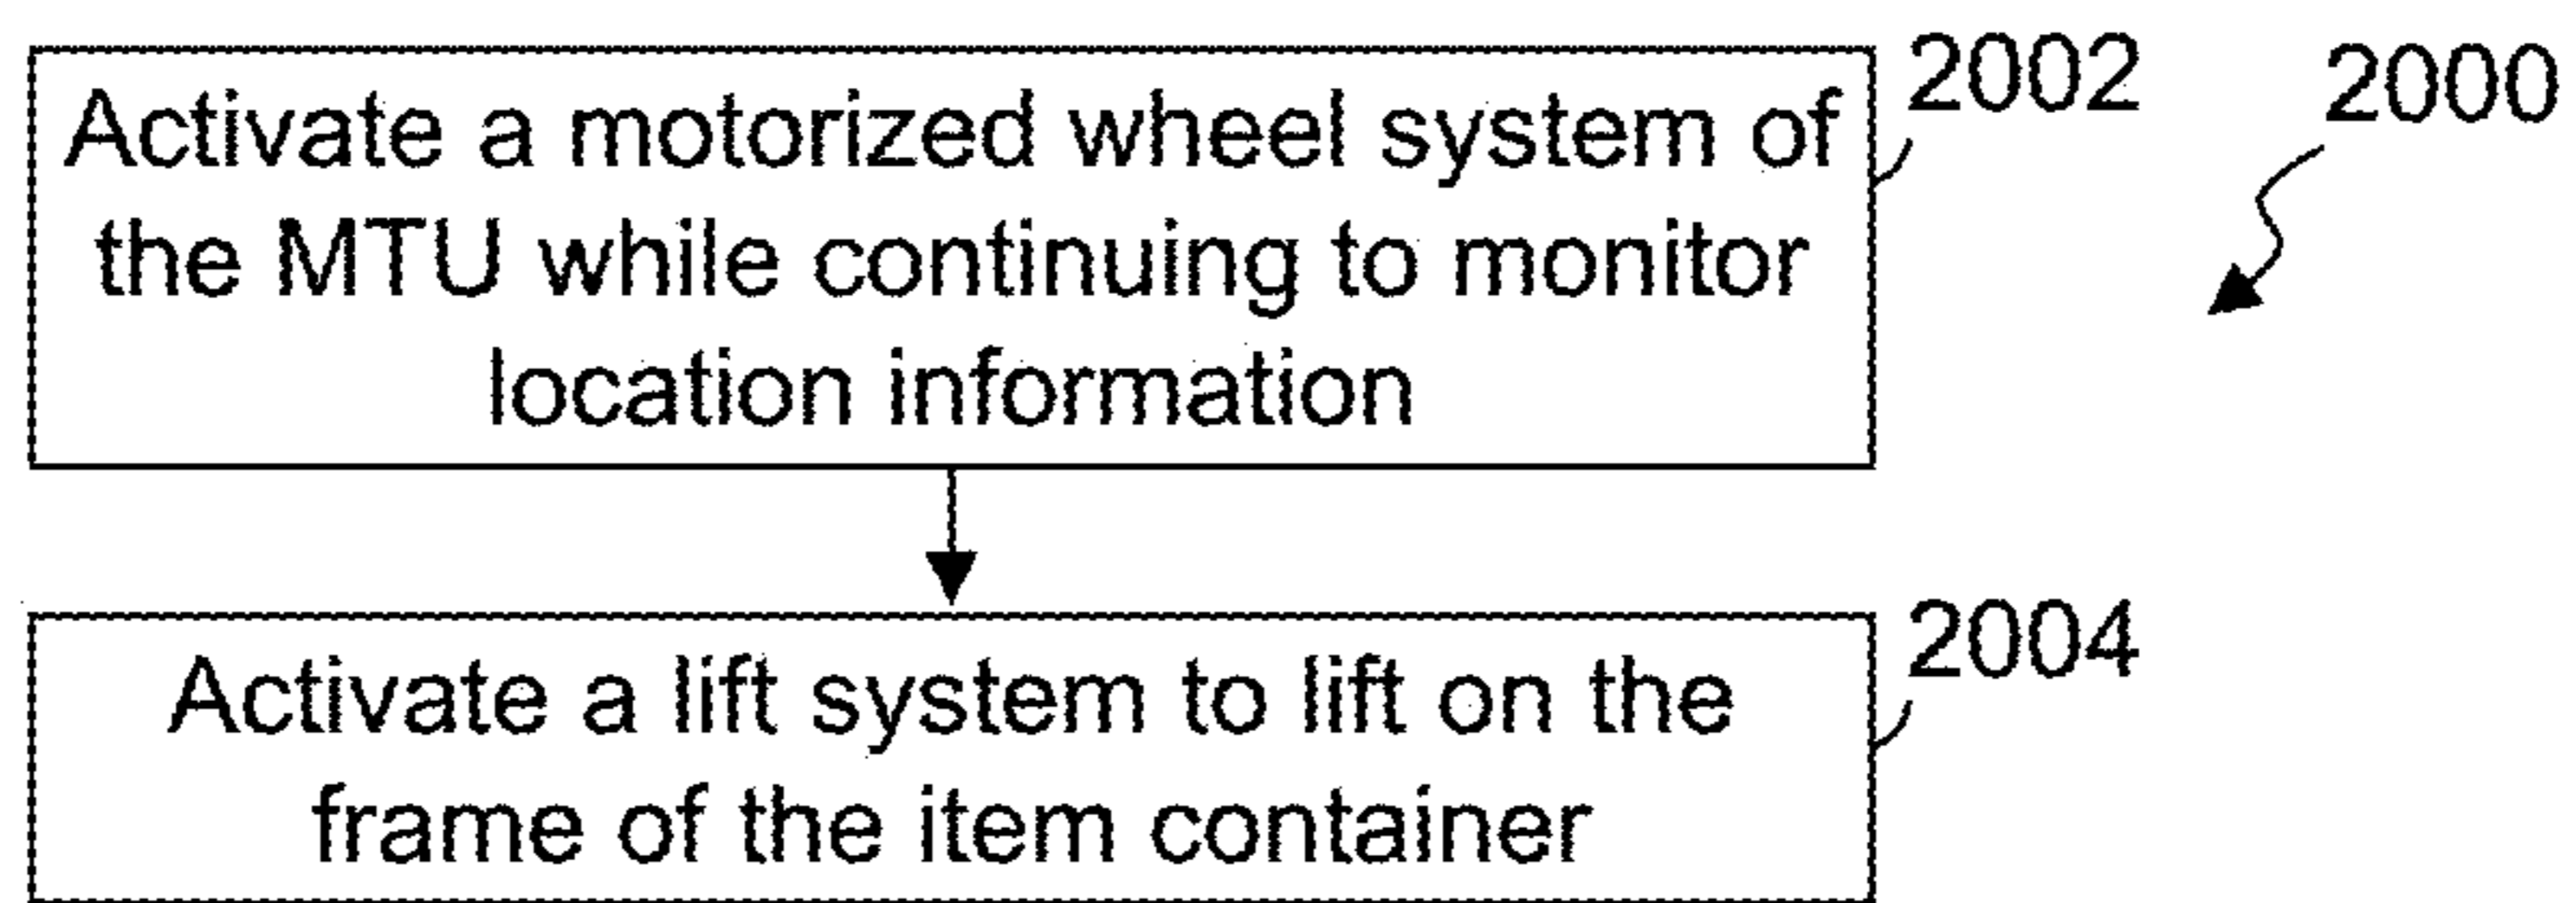 Activate a motorized wheel system of
the MTU while continuing to monitor
location information
2002
2000
Activate a lift system to lift on the
frame of the item container
2004